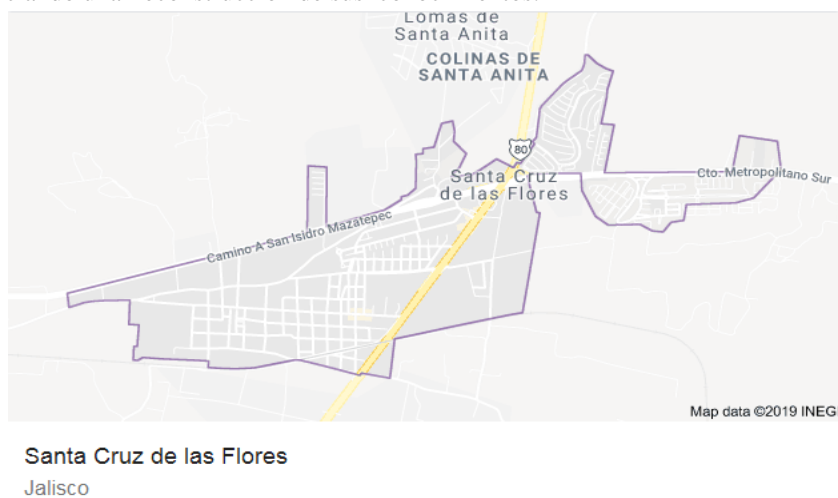 Lomas de
Santa Anita
COLINAS DE
SANTA ANITA
80
Santa Cruz
de las Flores
Cto. Metropolitano Sur
Camino A San Isidro Mazatepec
Map data ©2019 INEG
Santa Cruz de las Flores
Jalisco